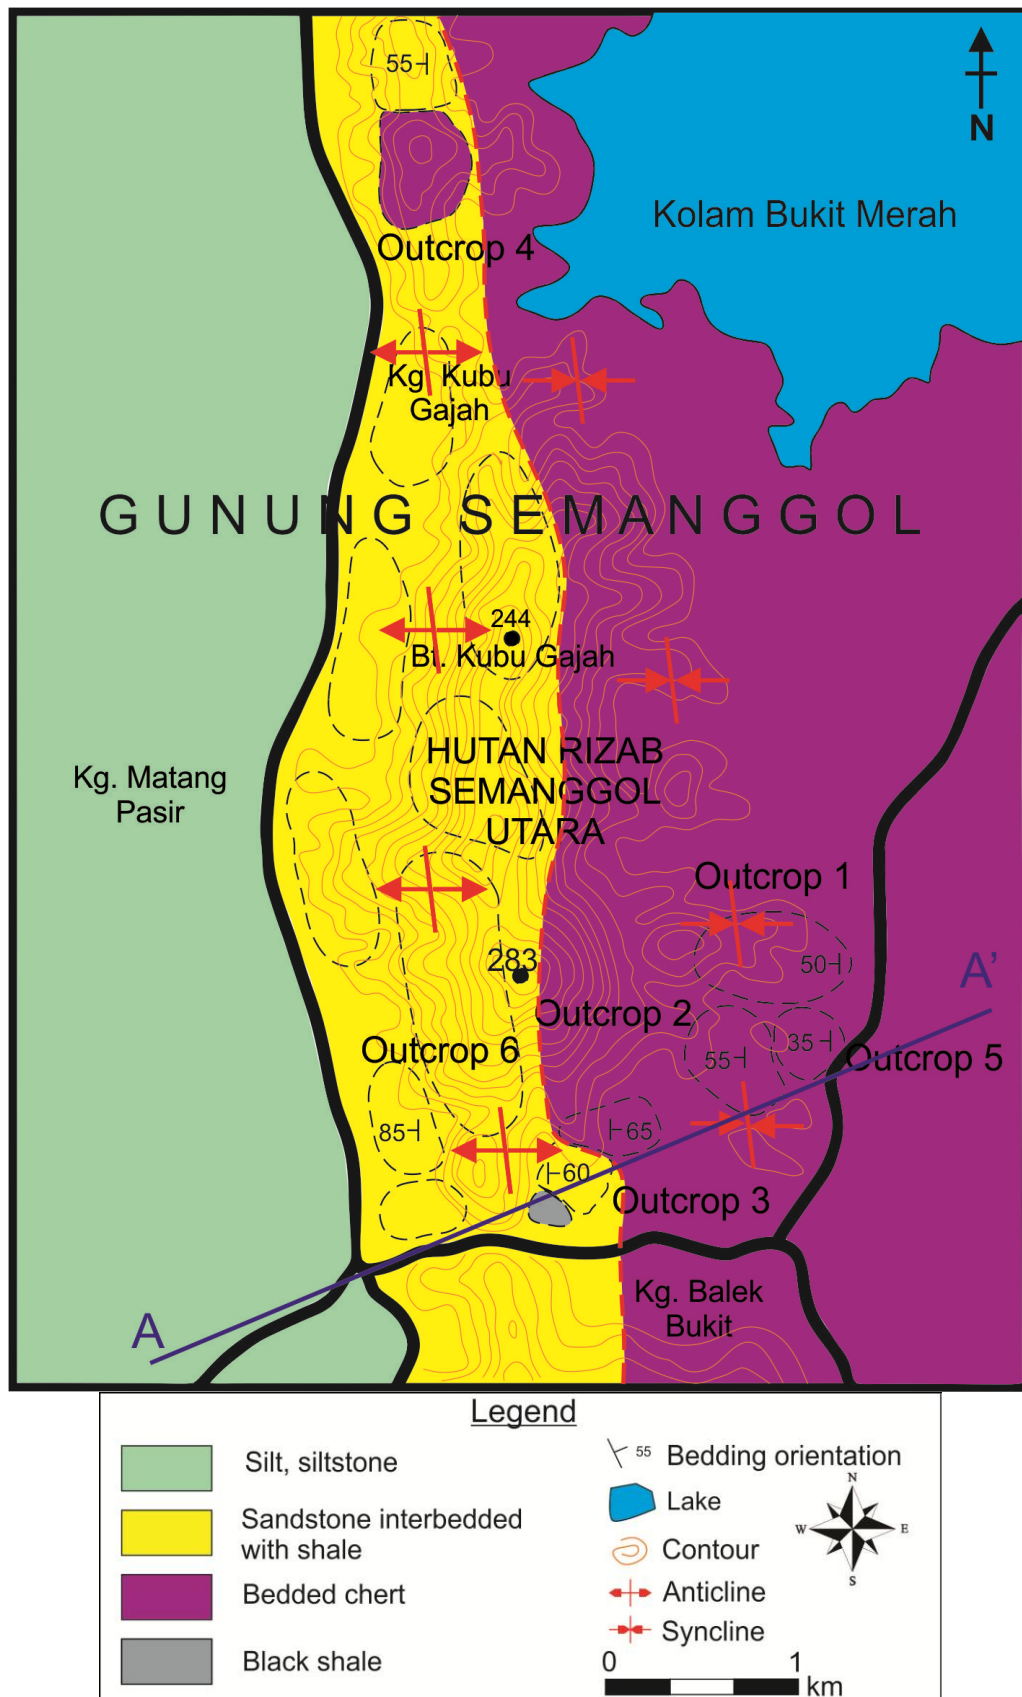 55
N
Kolam Bukit Merah
Outcrop 4
Kg. Kubu
Gajah
GUNUNG SEMANGGOL
244
Bt. Kubu Gajah
HUTAN RIZAB
SEMANGGOL
UTARA
Kg. Matang
Pasir
Outcrop 1
50
283
A'
Outcrop 2
Outcrop 6
55
35
Outcrop 5
85
65
60
Outcrop 3
Kg. Balek
Bukit
A
Legend
Silt, siltstone
Sandstone interbedded
with shale
Bedded chert
Black shale
55 Bedding orientation
Lake
Contour
Anticline
Syncline
N
W E
S
0 1
km